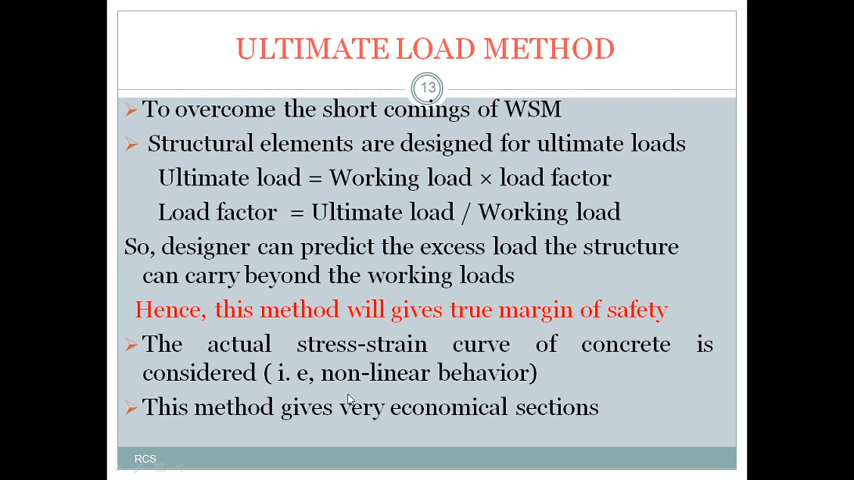 ULTIMATE LOAD METHOD
13
To overcome the short comings of WSM
Structural elements are designed for ultimate loads
Ultimate load = Working load × load factor
Load factor = Ultimate load / Working load
So, designer can predict the excess load the structure
can carry beyond the working loads
Hence, this method will gives true margin of safety
The actual stress-strain curve of concrete is
considered ( i. e, non-linear behavior)
This method gives very economical sections
RCS